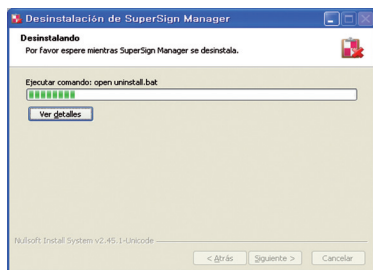 Desinstalación de SuperSign Manager
Desinstalando
Por favor espere mientras SuperSign Manager se desinstala.
Ejecutar comando: open uninstall.bat
Ver detalles
Nullsoft Install System v2.45.1-Unicode
< Atrás
Siguiente >
Cancelar